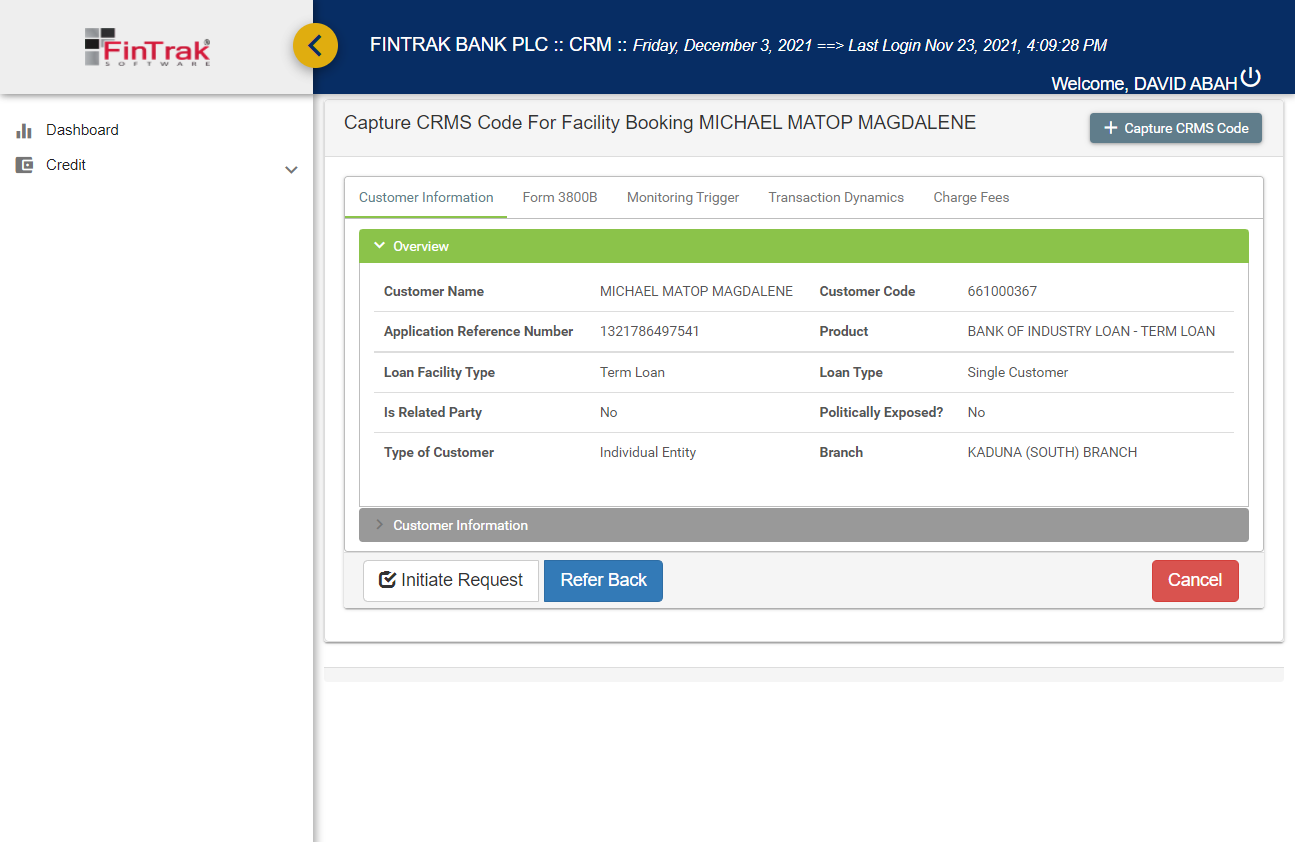 FinTrak
SOFTWARE
FINTRAK BANK PLC :: CRM :: Friday, December 3, 2021 ==> Last Login Nov 23, 2021, 4:09:28 PM
Welcome, DAVID ABAH
Dashboard
Credit
Capture CRMS Code For Facility Booking MICHAEL MATOP MAGDALENE
+ Capture CRMS Code
Customer Information Form 3800B Monitoring Trigger Transaction Dynamics Charge Fees
Overview
Customer Name MICHAEL MATOP MAGDALENE Customer Code 661000367
Application Reference Number 1321786497541 Product BANK OF INDUSTRY LOAN - TERM LOAN
Loan Facility Type Term Loan Loan Type Single Customer
Is Related Party No Politically Exposed? No
Type of Customer Individual Entity Branch KADUNA (SOUTH) BRANCH
Customer Information
Initiate Request Refer Back Cancel